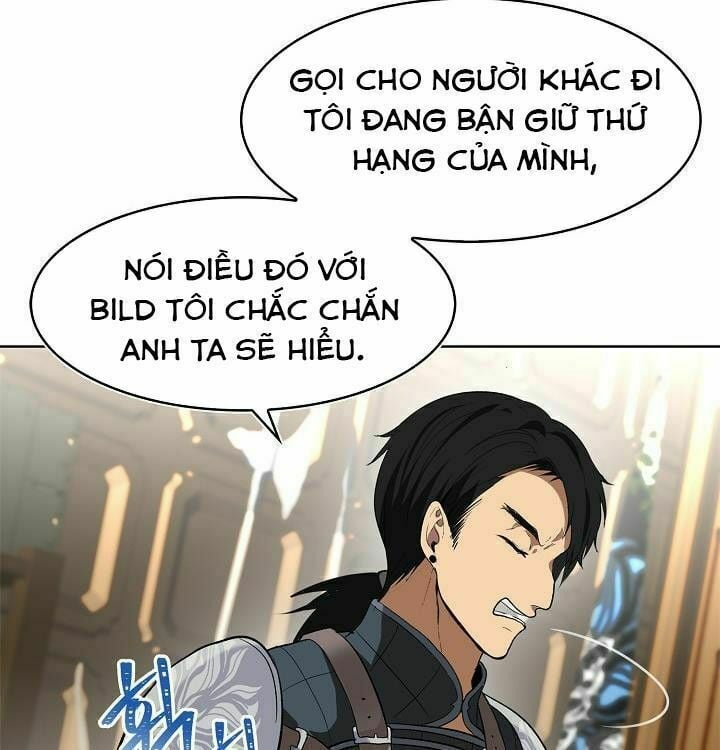 GỌI CHO NGƯỜI KHÁC ĐI
TÔI ĐANG BẬN GIỮ THỨ
HẠNG CỦA MÌNH,
NÓI ĐIỀU ĐÓ VỚI
BILD TÔI CHẮC CHẮN
ANH TA SẼ HIỂU.